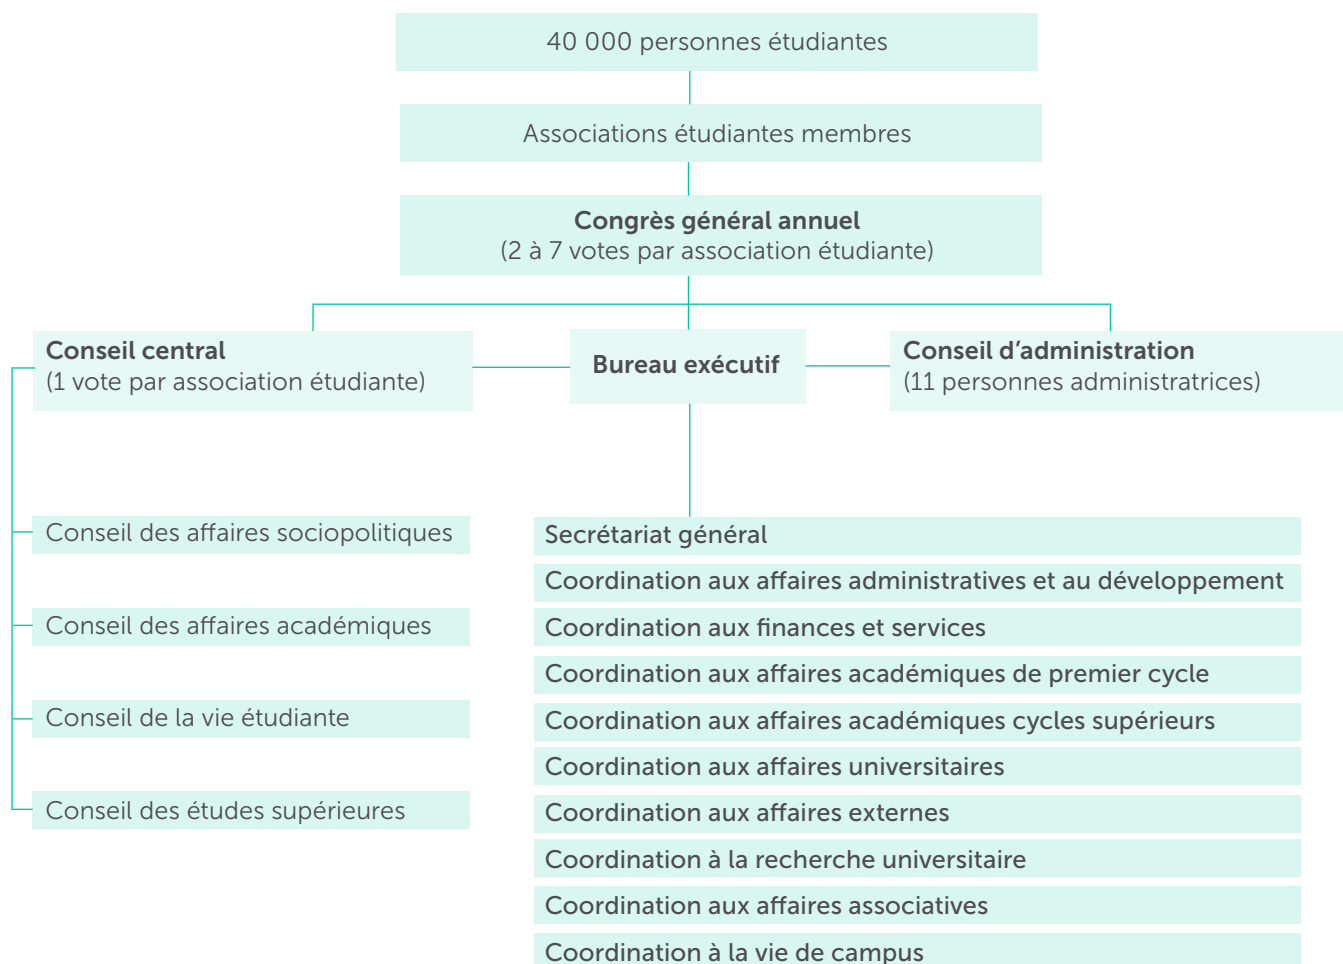 40 000 personnes étudiantes
Associations étudiantes membres
Congrès général annuel
(2 à 7 votes par association étudiante)
Conseil central
(1 vote par association étudiante)
Bureau exécutif
Conseil d’administration
(11 personnes administratrices)
Conseil des affaires sociopolitiques
Conseil des affaires académiques
Conseil de la vie étudiante
Conseil des études supérieures
Secrétariat général
Coordination aux affaires administratives et au développement
Coordination aux finances et services
Coordination aux affaires académiques de premier cycle
Coordination aux affaires académiques cycles supérieurs
Coordination aux affaires universitaires
Coordination aux affaires externes
Coordination à la recherche universitaire
Coordination aux affaires associatives
Coordination à la vie de campus